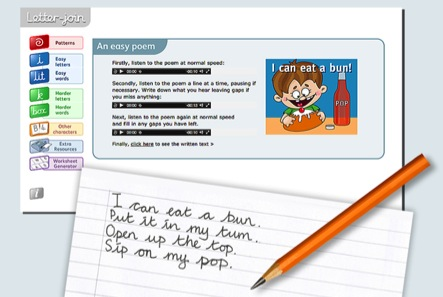 Letter-join
Patterns
Easy letters
Easy words
Harter letters
Harder words
Other characters
Extra Resources
Worksheet Generator
An easy poem
Firstly, listen to the poem at normal speed:
Secondly, listen to the poem a line at a time, pausing if
necessary. Write down what you hear leaving gaps if
you miss anything:
Next, listen to the poem again at normal speed
and fill in any gaps you have left.
Finally, click here to see the written text >
I can eat a bun!
POP
I can eat a bun.
Put it in my tum.
Open up the top.
Sip on my pop.